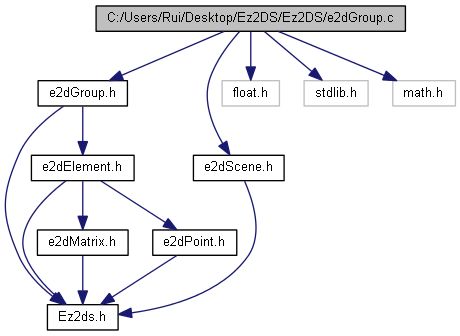 C:/Users/Rui/Desktop/Ez2DS/Ez2DS/e2dGroup.c
e2dGroup.h
float.h
stdlib.h
math.h
e2dElement.h
e2dScene.h
e2dMatrix.h
e2dPoint.h
Ez2ds.h